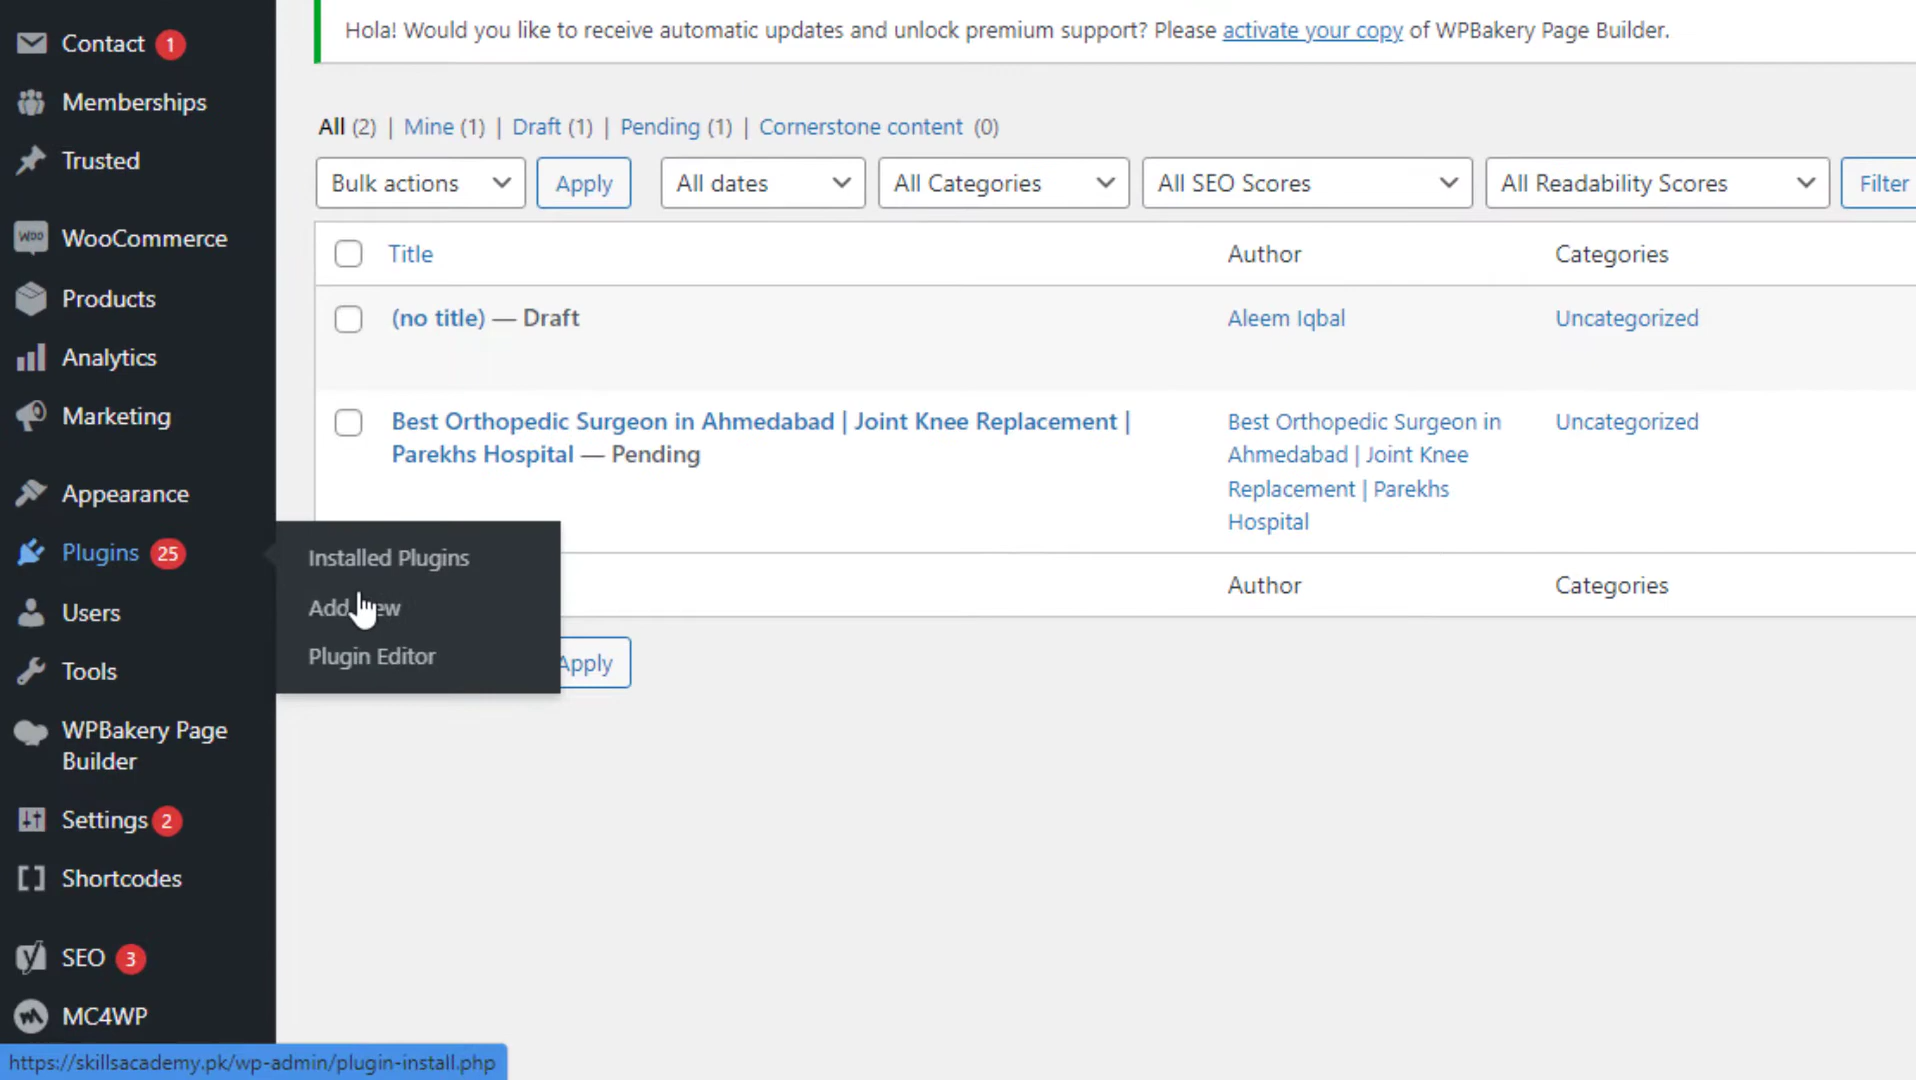 Contact 1
Memberships
Trusted
WooCommerce
Products
Analytics
Marketing
Appearance
Plugins 25
Users
Tools
WPBakery Page
Builder
Settings 2
Shortcodes
SEO 3
MC4WP
Installed Plugins
Add New
Plugin Editor
Hola! Would you like to receive automatic updates and unlock premium support? Please activate your copy of WPBakery Page Builder.
All (2) | Mine (1) | Draft (1) | Pending (1) | Cornerstone content (0)
Bulk actions Apply All dates All Categories All SEO Scores All Readability Scores Filter
Title Author Categories
(no title) — Draft Aleem Iqbal Uncategorized
Best Orthopedic Surgeon in Ahmedabad | Joint Knee Replacement |
Parekhs Hospital — Pending
Best Orthopedic Surgeon in
Ahmedabad | Joint Knee
Replacement | Parekhs
Hospital
Uncategorized
Author Categories
Apply
https://skillsacademy.pk/wp-admin/plugin-install.php